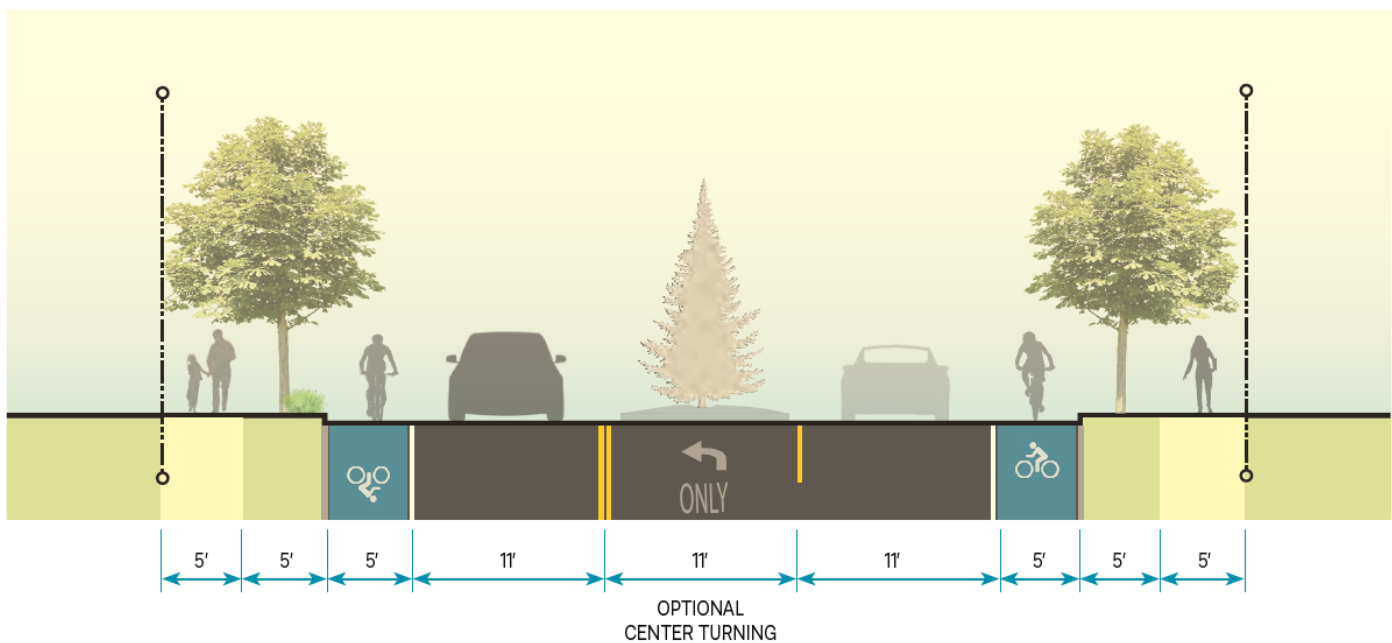 ONLY
5′ 5′ 5′ 11′ 11′ 11′ 5′ 5′ 5′
OPTIONAL
CENTER TURNING